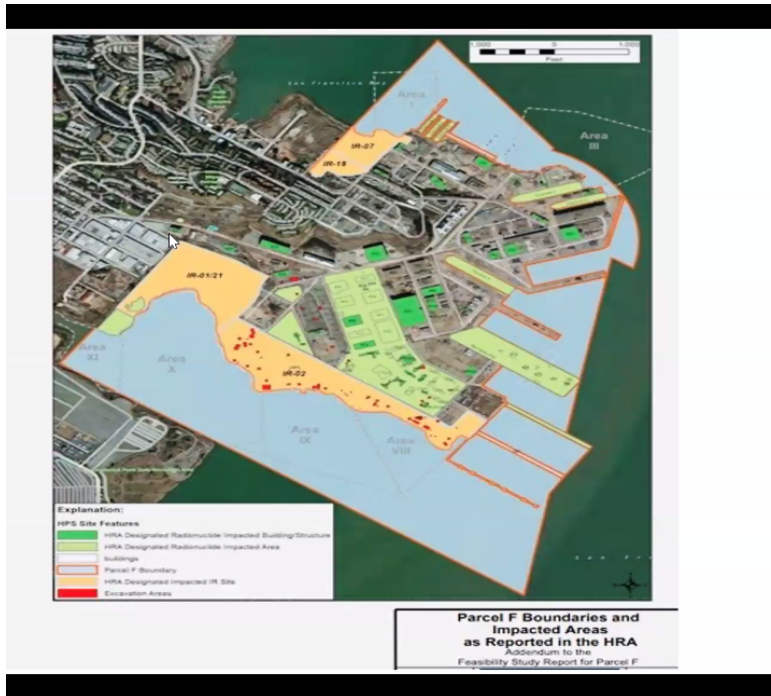 1,000 0 1,000
Feet
San Francisco Bay
Area
I
Area
III
IR-07
IR-18
IR-01/21
Area
XI
Area
X
IR-02
Area
IX
Area
VIII
Explanation:
HPS Site Features
HRA Designated Radionuclide Impacted Building/Structure
HRA Designated Radionuclide Impacted Area
buildings
Parcel F Boundary
HRA Designated Impacted IR Site
Excavation Areas
San Fra
Parcel F Boundaries and
Impacted Areas
as Reported in the HRA
Addendum to the
Feasibility Study Report for Parcel F